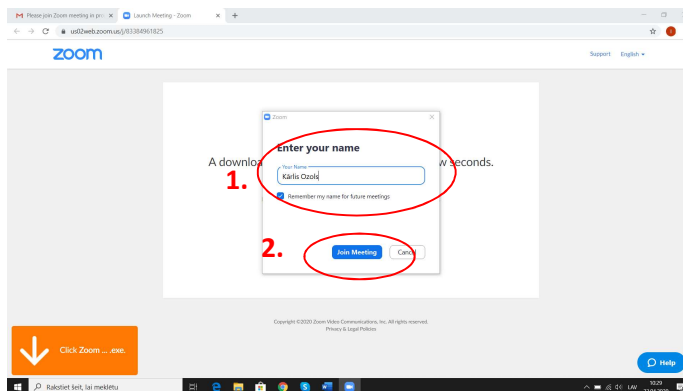 Please join Zoom meeting in pro
Launch Meeting - Zoom
us02web.zoom.us/j/83384961825
zoom
Support English
Zoom
Enter your name
A downloa
w seconds.
1.
Your Name
Kārlis Ozols
Remember my name for future meetings
2.
Join Meeting
Cancel
Copyright ©2020 Zoom Video Communications, Inc. All rights reserved.
Privacy & Legal Policies
Click Zoom ... .exe.
Help
Rakstiet šeit, lai meklētu
LAV
10:29